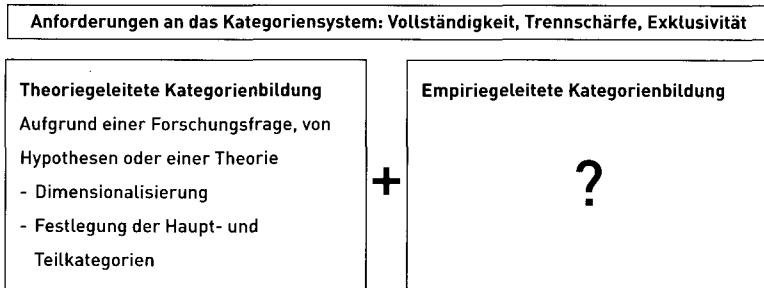 Anforderungen an das Kategoriensystem: Vollständigkeit, Trennschärfe, Exklusivität
Theoriegeleitete Kategorienbildung
Aufgrund einer Forschungsfrage, von
Hypothesen oder einer Theorie
- Dimensionalisierung
- Festlegung der Haupt- und
Teilkategorien
+
Empiriegeleitete Kategorienbildung
?